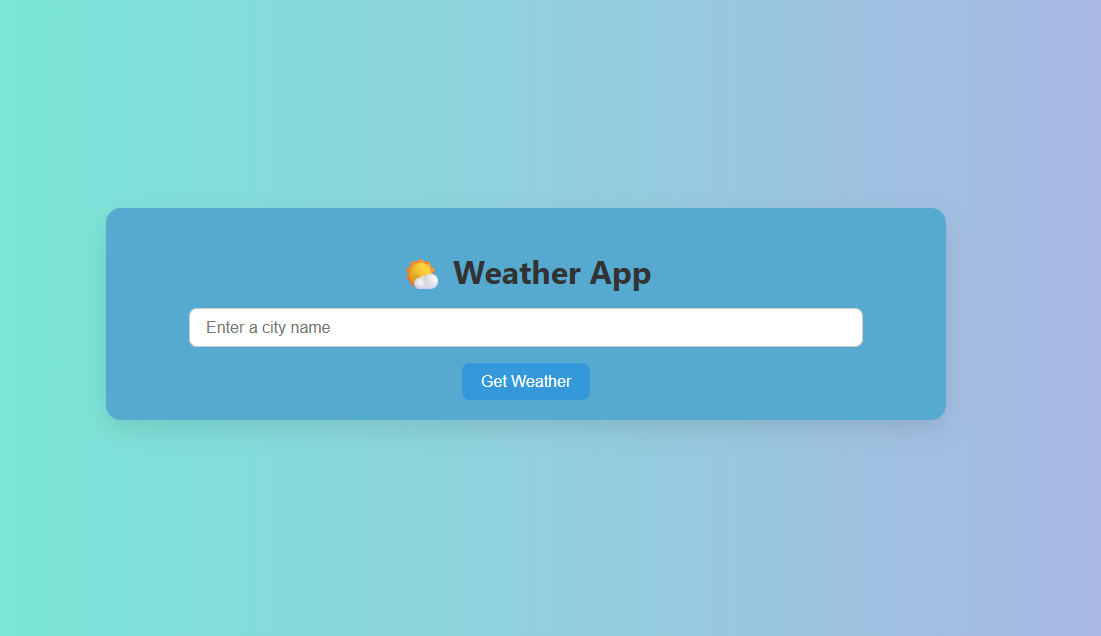 🌤️ Weather App
Enter a city name
Get Weather